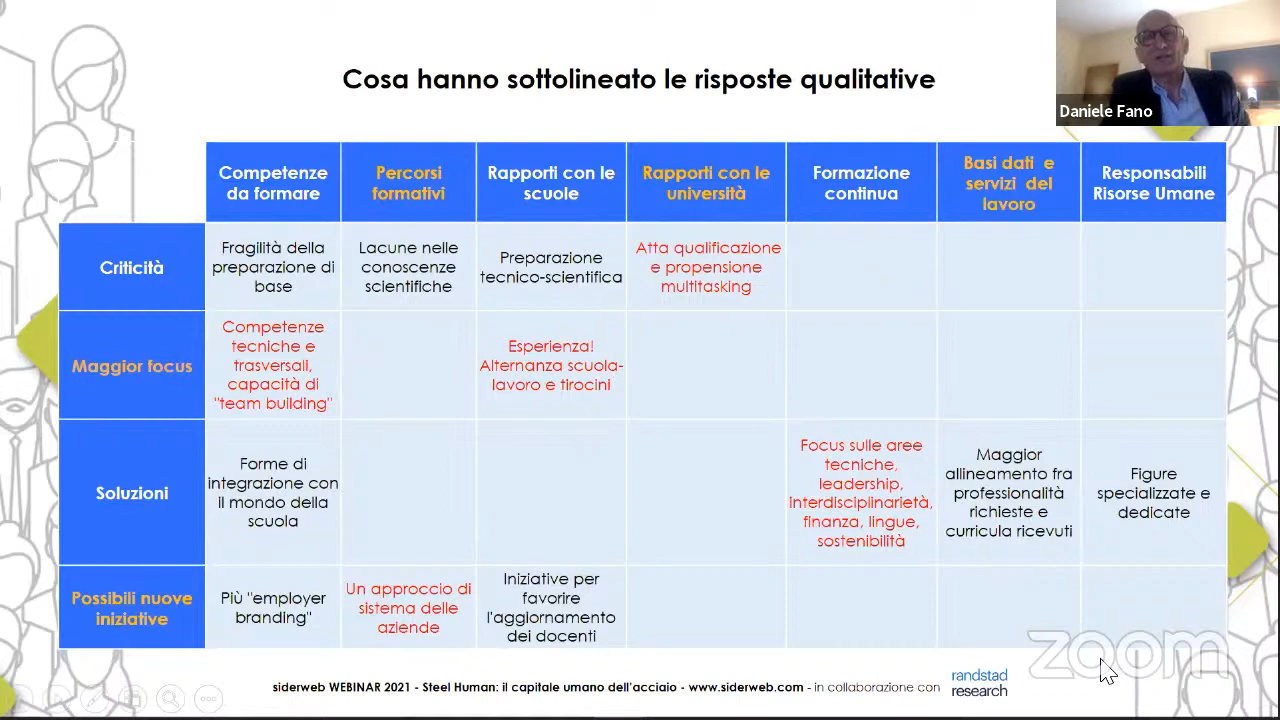 Cosa hanno sottolineato le risposte qualitative
Daniele Fano
Competenze
da formare
Percorsi
formativi
Rapporti con le
scuole
Rapporti con le
università
Formazione
continua
Basi dati e
servizi del
lavoro
Responsabili
Risorse Umane
Criticità
Fragilità della
preparazione di
base
Lacune nelle
conoscenze
scientifiche
Preparazione
tecnico-scientifica
Atta qualificazione
e propensione
multitasking
Maggior focus
Competenze
tecniche e
trasversali,
capacità di
"team building"
Esperienza!
Alternanza scuola-
lavoro e tirocini
Soluzioni
Forme di
integrazione con
il mondo della
scuola
Focus sulle aree
tecniche,
leadership,
interdisciplinarietà,
finanza, lingue,
sostenibilità
Maggior
allineamento fra
professionalità
richieste e
curricula ricevuti
Figure
specializzate e
dedicate
Possibili nuove
iniziative
Più "employer
branding"
Un approccio di
sistema delle
aziende
Iniziative per
favorire
l'aggiornamento
dei docenti
zoom
siderweb WEBINAR 2021 - Steel Human: il capitale umano dell'acciaio - www.siderweb.com - in collaborazione con
randstad
research